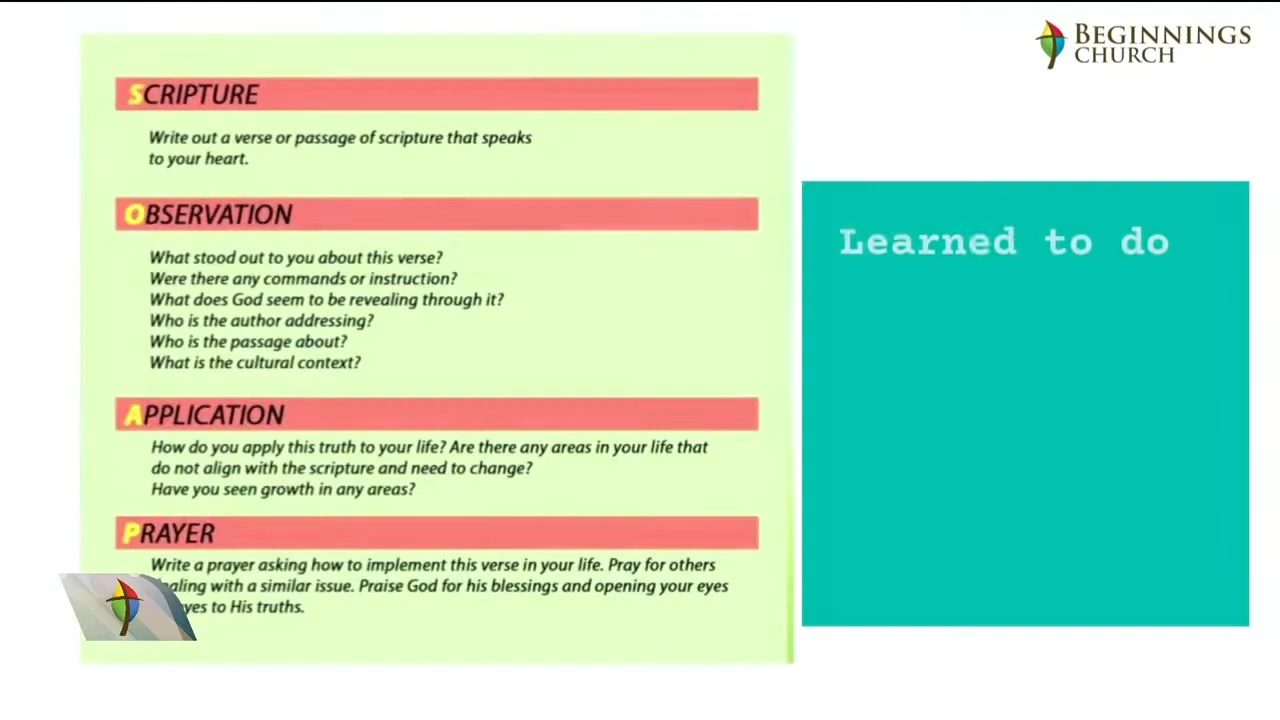 BEGINNINGS
CHURCH
SCRIPTURE
Write out a verse or passage of scripture that speaks
to your heart.
OBSERVATION
What stood out to you about this verse?
Were there any commands or instruction?
What does God seem to be revealing through it?
Who is the author addressing?
Who is the passage about?
What is the cultural context?
APPLICATION
How do you apply this truth to your life? Are there any areas in your life that
do not align with the scripture and need to change?
Have you seen growth in any areas?
PRAYER
Write a prayer asking how to implement this verse in your life. Pray for others
with a similar issue. Praise God for his blessings and opening your eyes
to His truths.
Learned to do